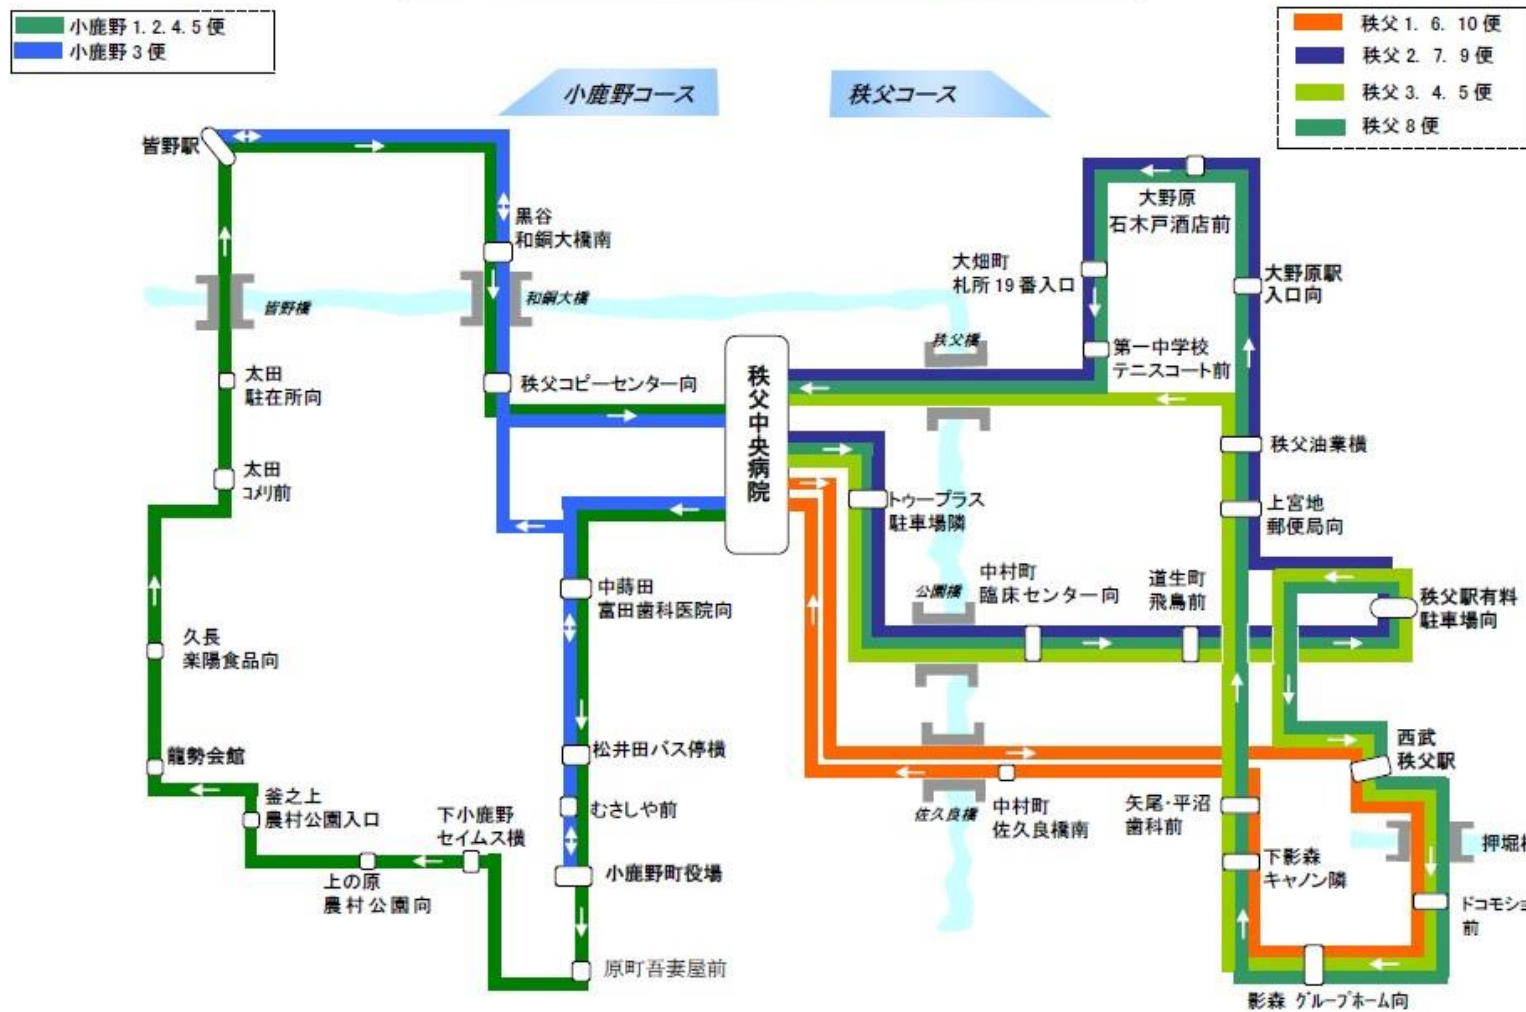 小鹿野 1. 2. 4. 5 便
小鹿野 3 便
秩父 1. 6. 10 便
秩父 2. 7. 9 便
秩父 3. 4. 5 便
秩父 8 便
小鹿野コース
秩父コース
皆野駅
黒谷
和銅大橋南
皆野橋
和銅大橋
太田
駐在所向
秩父コピーセンター向
太田
コメリ前
久長
楽陽食品向
龍勢会館
釜之上
農村公園入口
上の原
農村公園向
下小鹿野
セイムス横
中蒔田
富田歯科医院向
松井田バス停横
むさしや前
小鹿野町役場
原町吾妻屋前
秩父中央病院
大野原
石木戸酒店前
大畑町
札所 19 番入口
大野原駅
入口向
秩父橋
第一中学校
テニスコート前
秩父油業横
上宮地
郵便局向
トゥープラス
駐車場隣
公園橋
中村町
臨床センター向
道生町
飛鳥前
秩父駅有料
駐車場向
西武
秩父駅
佐久良橋
中村町
佐久良橋南
矢尾・平沼
歯科前
下影森
キャノン隣
押堀
ドコモショ
前
影森 グループホーム向